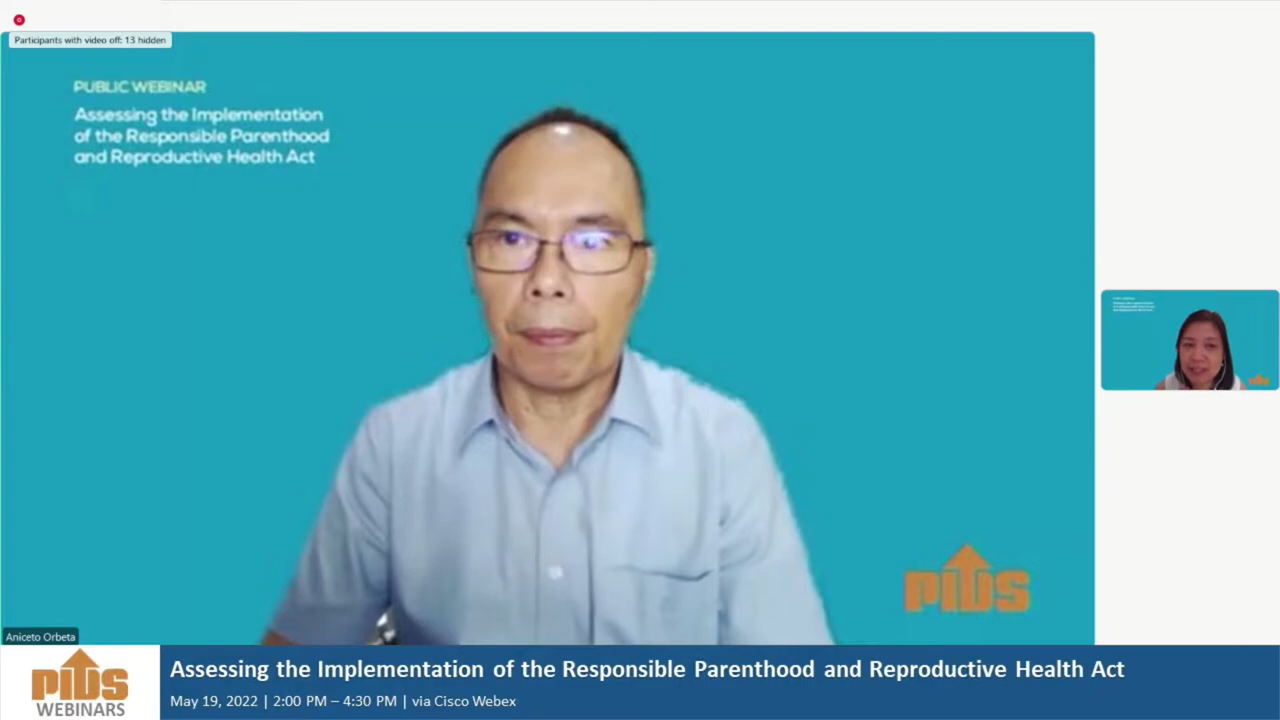 Participants with video off: 13 hidden
PUBLIC WEBINAR
Assessing the Implementation
of the Responsible Parenthood
and Reproductive Health Act
PIDS
Aniceto Orbeta
PIDS
WEBINARS
Assessing the Implementation of the Responsible Parenthood and Reproductive Health Act
May 19, 2022 | 2:00 PM – 4:30 PM | via Cisco Webex